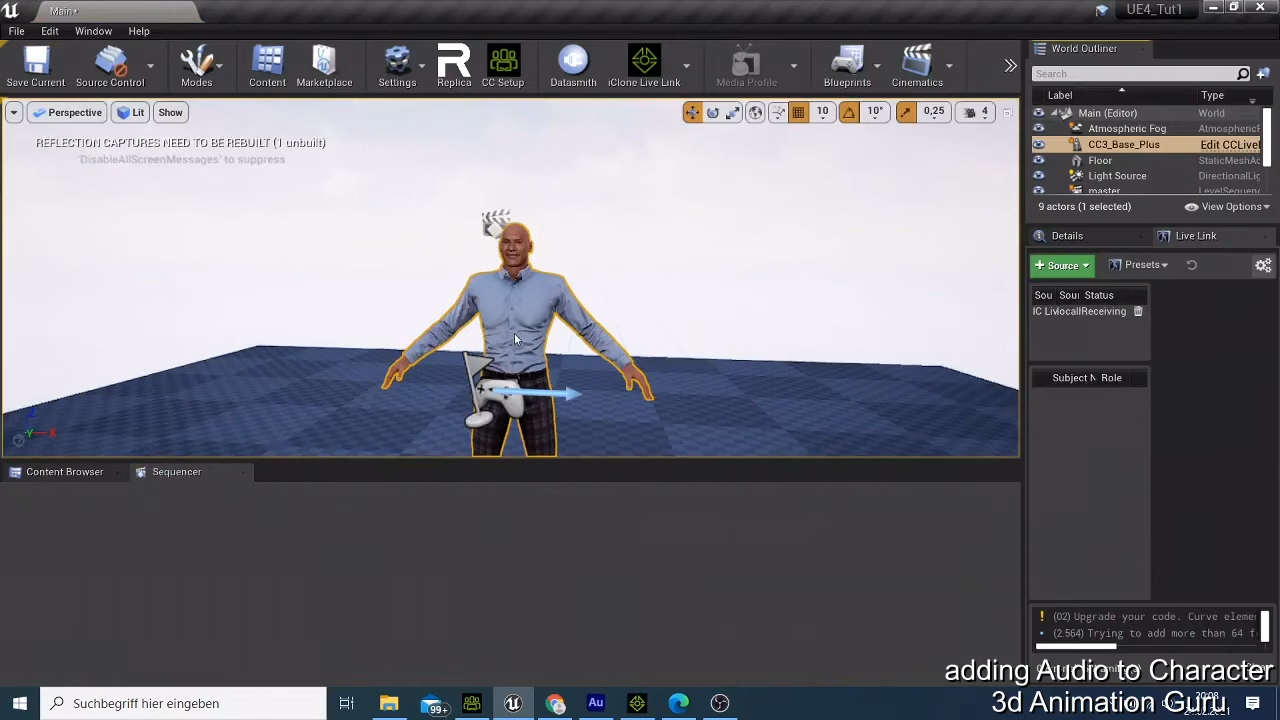 Main*
UE4_Tut1
File Edit Window Help
Save Current Source Control Modes Content Marketplace Settings Replica CC Setup Datasmith iClone Live Link Media Profile Blueprints Cinematics
World Outliner
Search
Label Type
Perspective Lit Show
10 10° 0,25 4
Main (Editor) World
REFLECTION CAPTURES NEED TO BE REBUILT (1 unbuilt)
'DisableAllScreenMessages' to suppress
Atmospheric Fog
CC3_Base_Plus Edit CCLive
Floor StaticMeshAc
Light Source DirectionalLig
master LevelSequenc
9 actors (1 selected) View Options
Details Live Link
Source Presets
Sou Status
Receiving
Subject N Role
Content Browser Sequencer
(02) Upgrade your code. Curve eleme
(2.564) Trying to add more than 64 f
adding Audio to Character
3d Animation Guru
Suchbegriff hier eingeben
99+